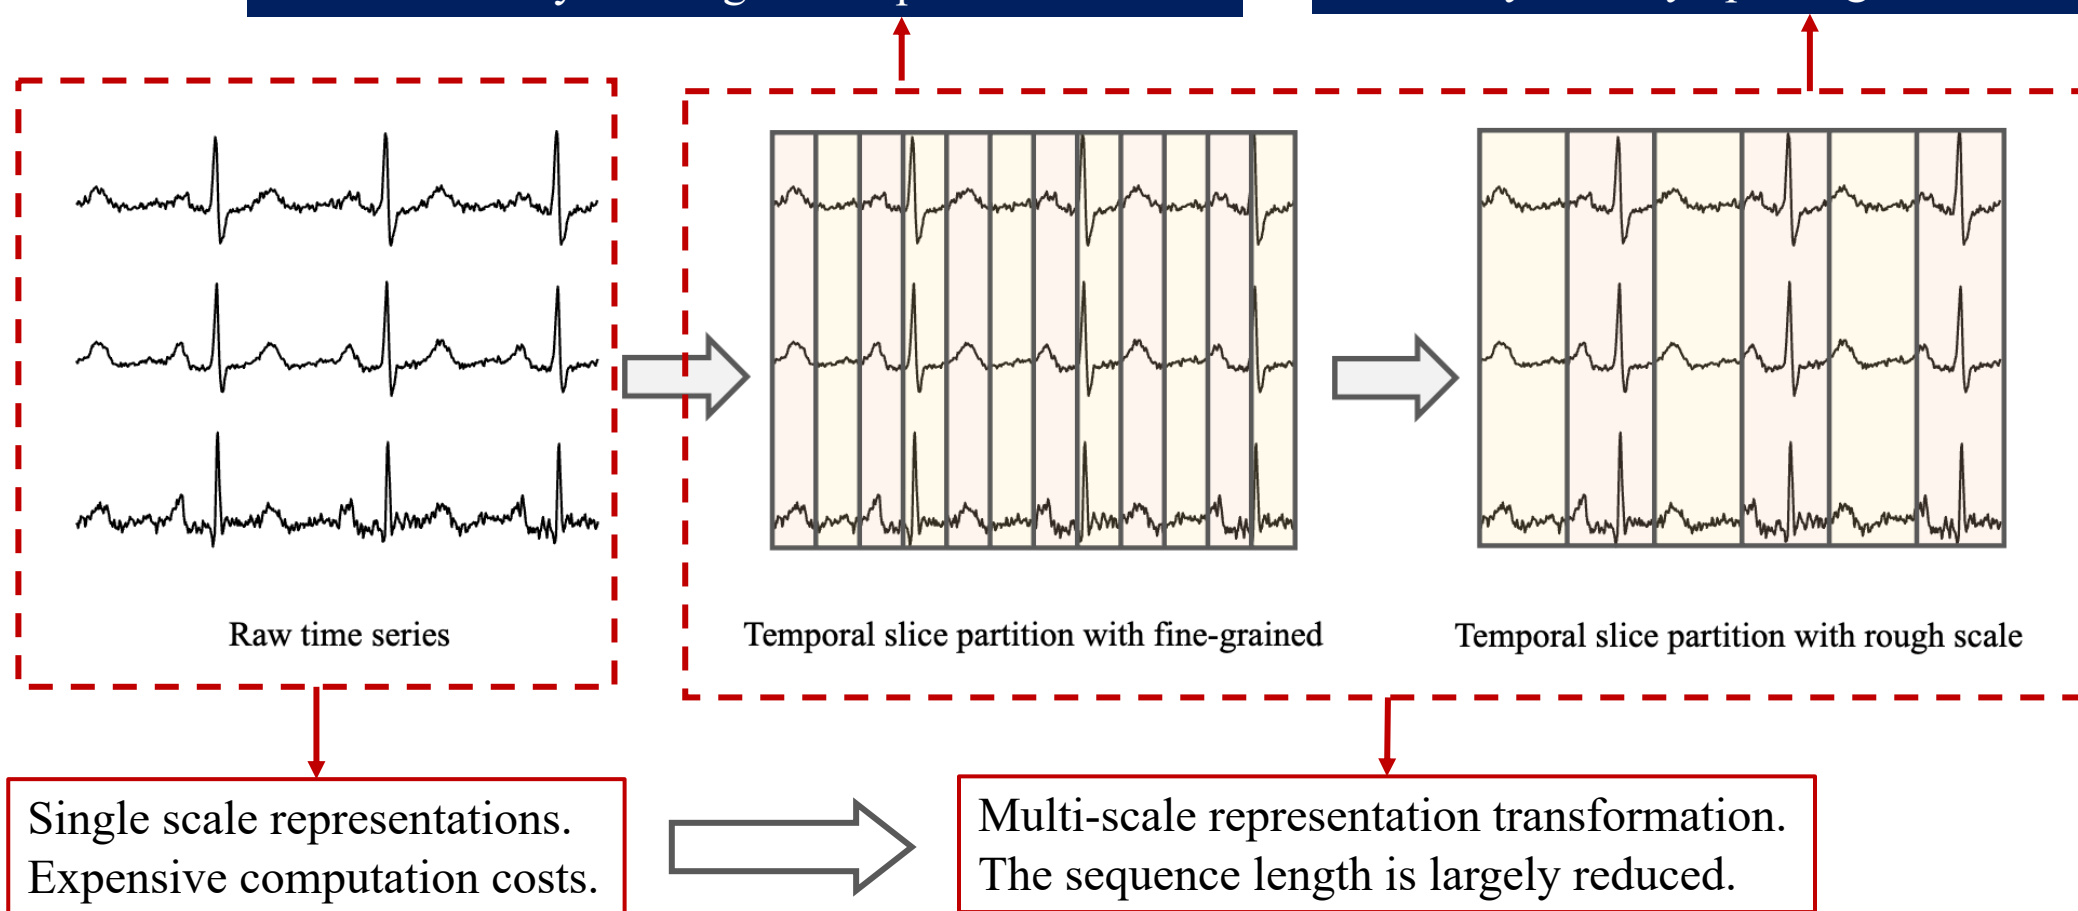 Raw time series
Temporal slice partition with fine-grained
Temporal slice partition with rough scale
Single scale representations.
Expensive computation costs.
Multi-scale representation transformation.
The sequence length is largely reduced.